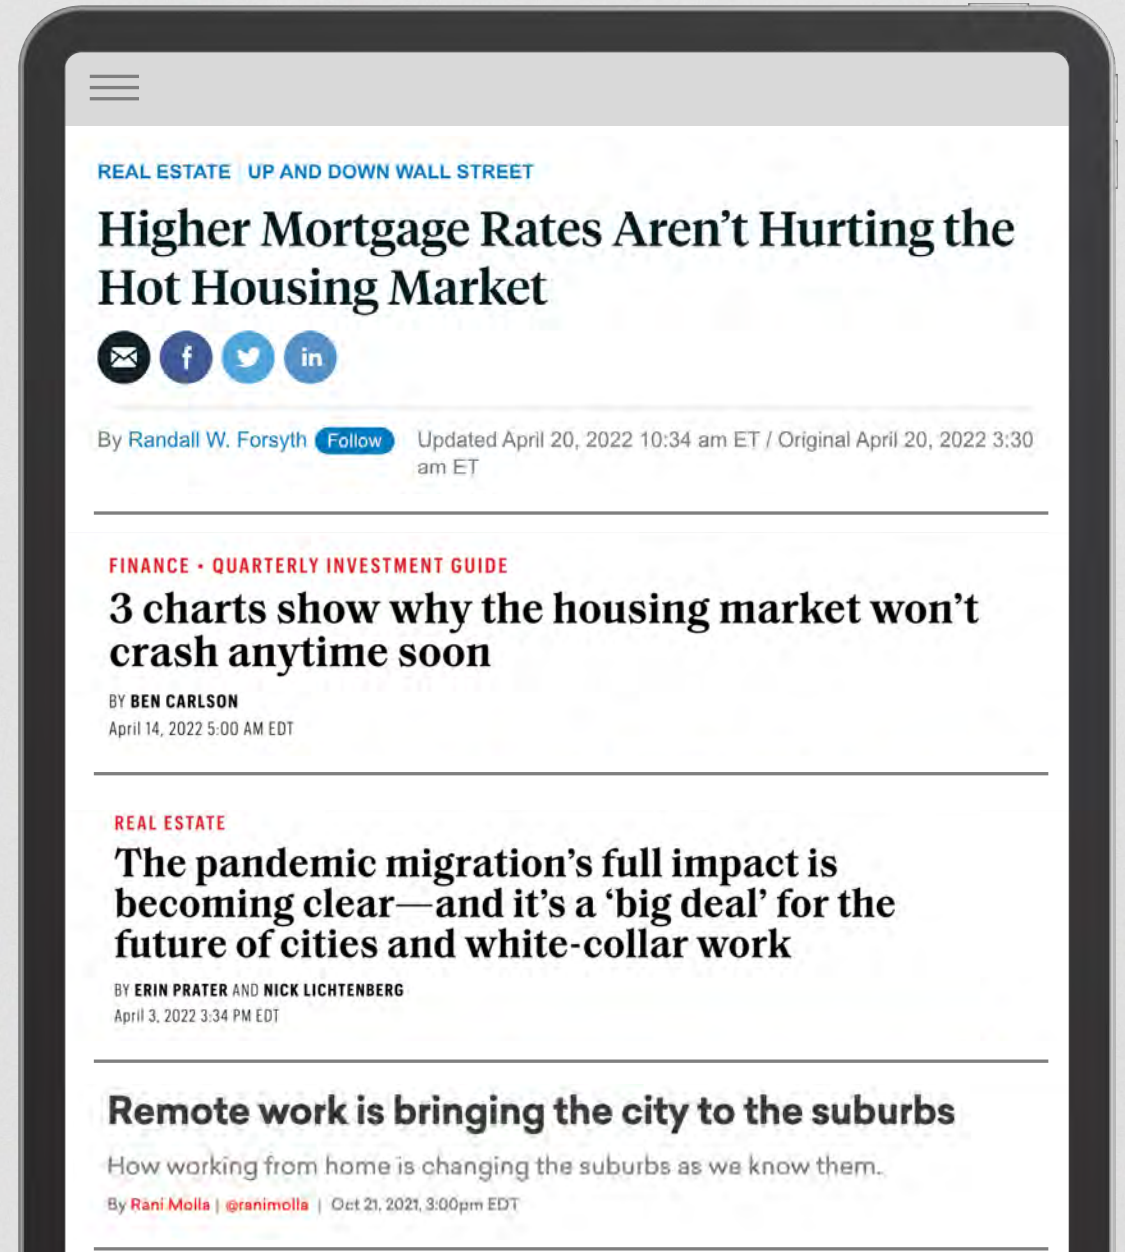 REAL ESTATE UP AND DOWN WALL STREET
Higher Mortgage Rates Aren’t Hurting the
Hot Housing Market
f in
By Randall W. Forsyth Follow Updated April 20, 2022 10:34 am ET / Original April 20, 2022 3:30
am ET
FINANCE • QUARTERLY INVESTMENT GUIDE
3 charts show why the housing market won’t
crash anytime soon
BY BEN CARLSON
April 14, 2022 5:00 AM EDT
REAL ESTATE
The pandemic migration’s full impact is
becoming clear—and it’s a ‘big deal’ for the
future of cities and white-collar work
BY ERIN PRATER AND NICK LICHTENBERG
April 3, 2022 3:34 PM EDT
Remote work is bringing the city to the suburbs
How working from home is changing the suburbs as we know them.
By Rani Molla | @ranimolla | Oct 21, 2021, 3:00pm EDT